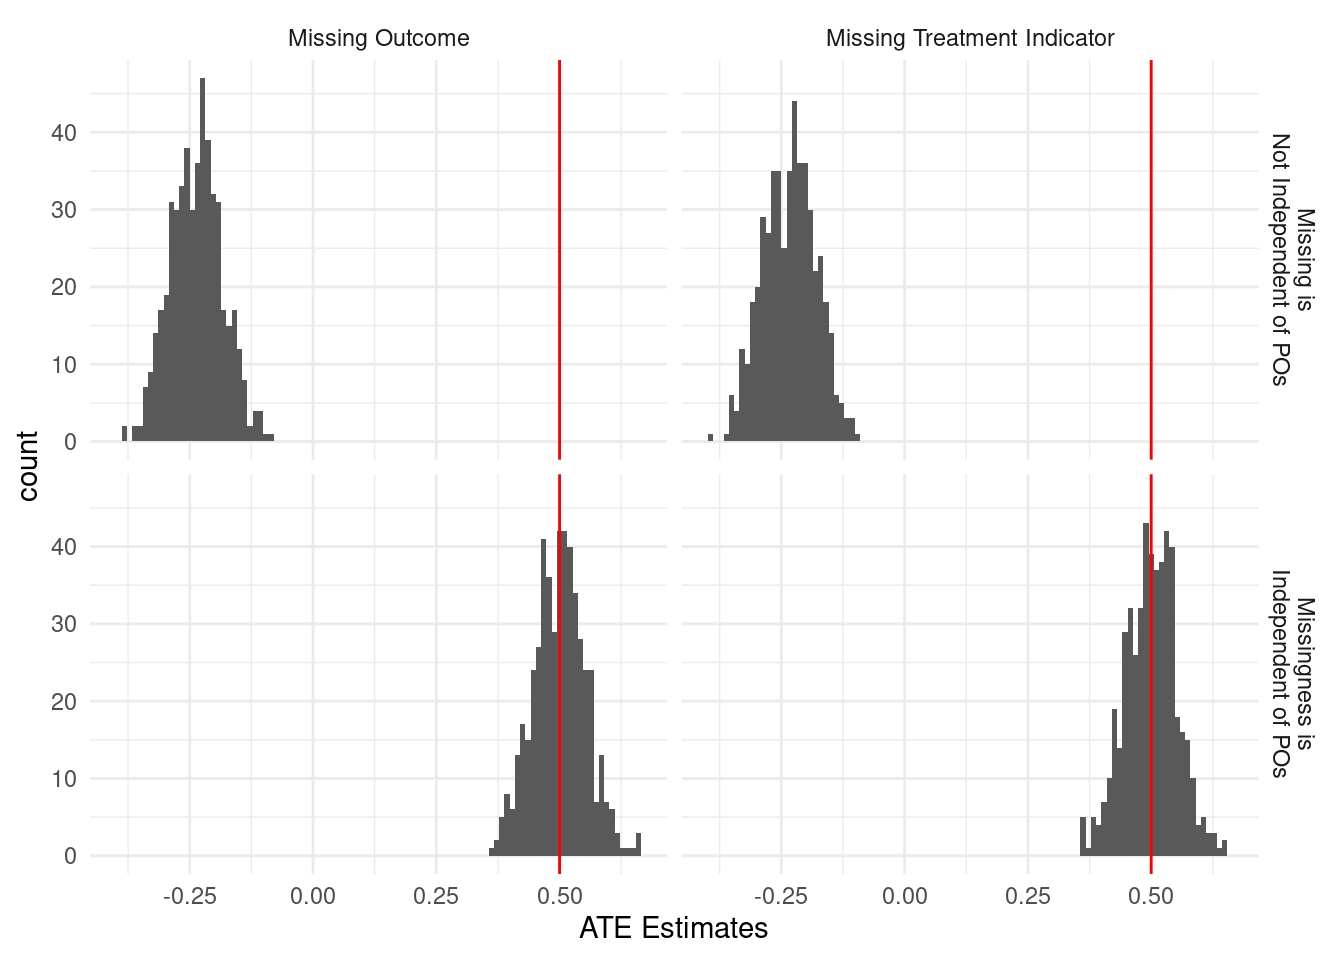 Missing Outcome
Missing Treatment Indicator
40
30
20
10
0
Missing is
Not Independent of POs
count
40
30
20
10
0
Missingness is
Independent of POs
-0.25 0.00 0.25 0.50
-0.25 0.00 0.25 0.50
ATE Estimates